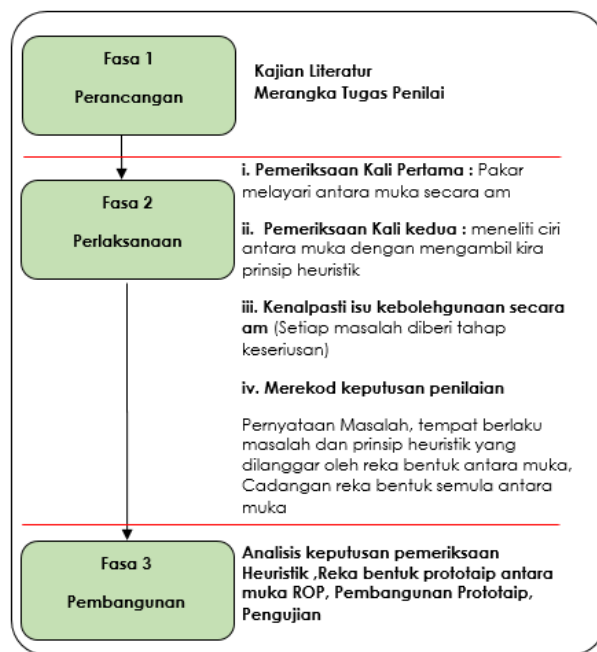 Fasa 1
Perancangan
Kajian Literatur
Merangka Tugas Penilai
Fasa 2
Perlaksanaan
i. Pemeriksaan Kali Pertama : Pakar
melayari antara muka secara am
ii. Pemeriksaan Kali kedua : meneliti ciri
antara muka dengan mengambil kira
prinsip heuristik
iii. Kenalpasti isu kebolehgunaan secara
am (Setiap masalah diberi tahap
keseriusan)
iv. Merekod keputusan penilaian
Pernyataan Masalah, tempat berlaku
masalah dan prinsip heuristik yang
dilanggar oleh reka bentuk antara muka,
Cadangan reka bentuk semula antara
muka
Fasa 3
Pembangunan
Analisis keputusan pemeriksaan
Heuristik ,Reka bentuk prototaip antara
muka ROP, Pembangunan Prototaip,
Pengujian